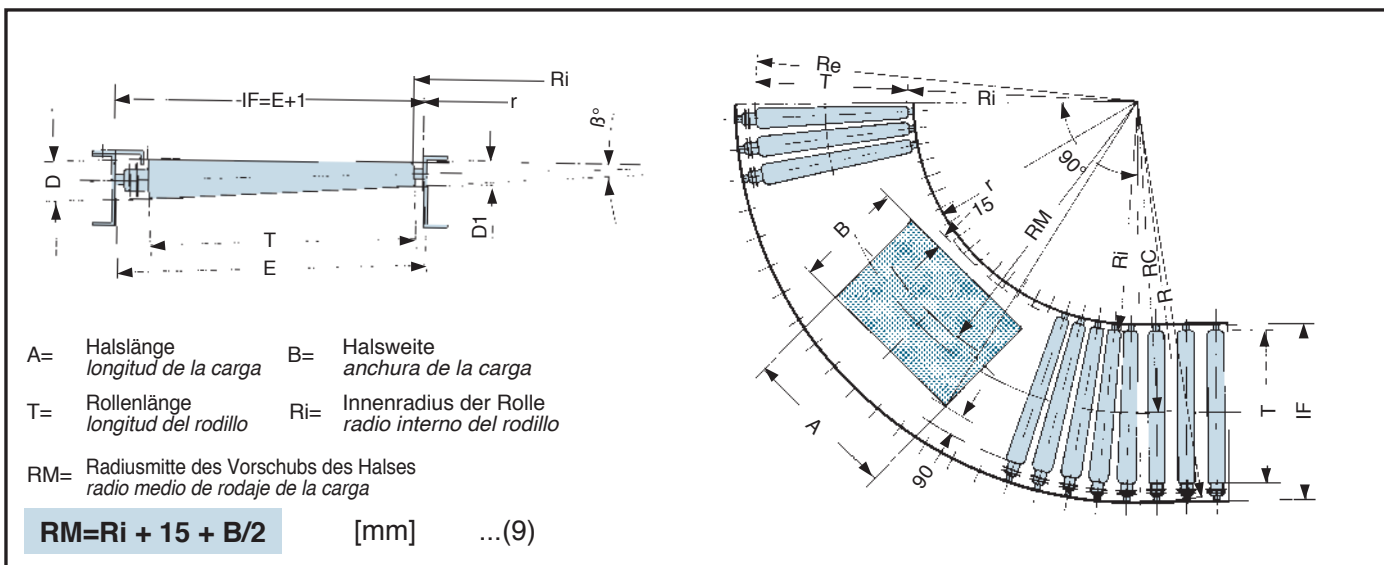 Ri
-IF=E+1
r
β°
D
D1
T
E
Re
T
Ri
90°
r
15
RM
B
Ri
RC
R
A
90
T
IF
A= Halslänge
longitud de la carga
B= Halsweite
anchura de la carga
T= Rollenlänge
longitud del rodillo
Ri= Innenradius der Rolle
radio interno del rodillo
RM= Radiusmitte des Vorschubs des Halses
radio medio de rodaje de la carga
RM=Ri + 15 + B/2 [mm] ...(9)